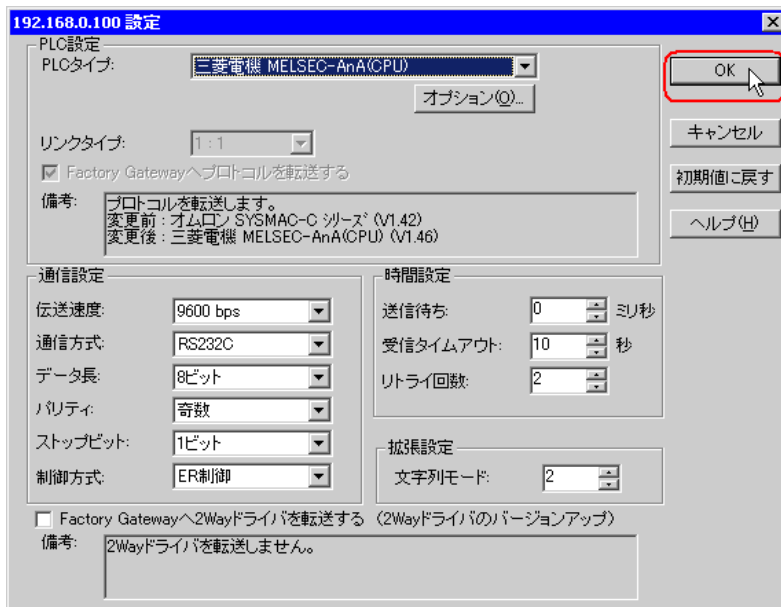 192.168.0.100 設定
PLC設定
PLCタイプ:
三菱電機 MELSEC-AnA(CPU)
オプション(O)...
リンクタイプ:
1 : 1
Factory Gatewayへプロトコルを転送する
備考:
プロトコルを転送します。
変更前 : オムロン SYSMAC-C シリーズ (V1.42)
変更後 : 三菱電機 MELSEC-AnA(CPU) (V1.46)
OK
キャンセル
初期値に戻す
ヘルプ(H)
通信設定
伝送速度:
9600 bps
通信方式:
RS232C
データ長:
8ビット
パリティ:
奇数
ストップビット:
1ビット
制御方式:
ER制御
時間設定
送信待ち:
0
ミリ秒
受信タイムアウト:
10
秒
リトライ回数:
2
拡張設定
文字列モード:
2
Factory Gatewayへ2Wayドライバを転送する (2Wayドライバのバージョンアップ)
備考:
2Wayドライバを転送しません。